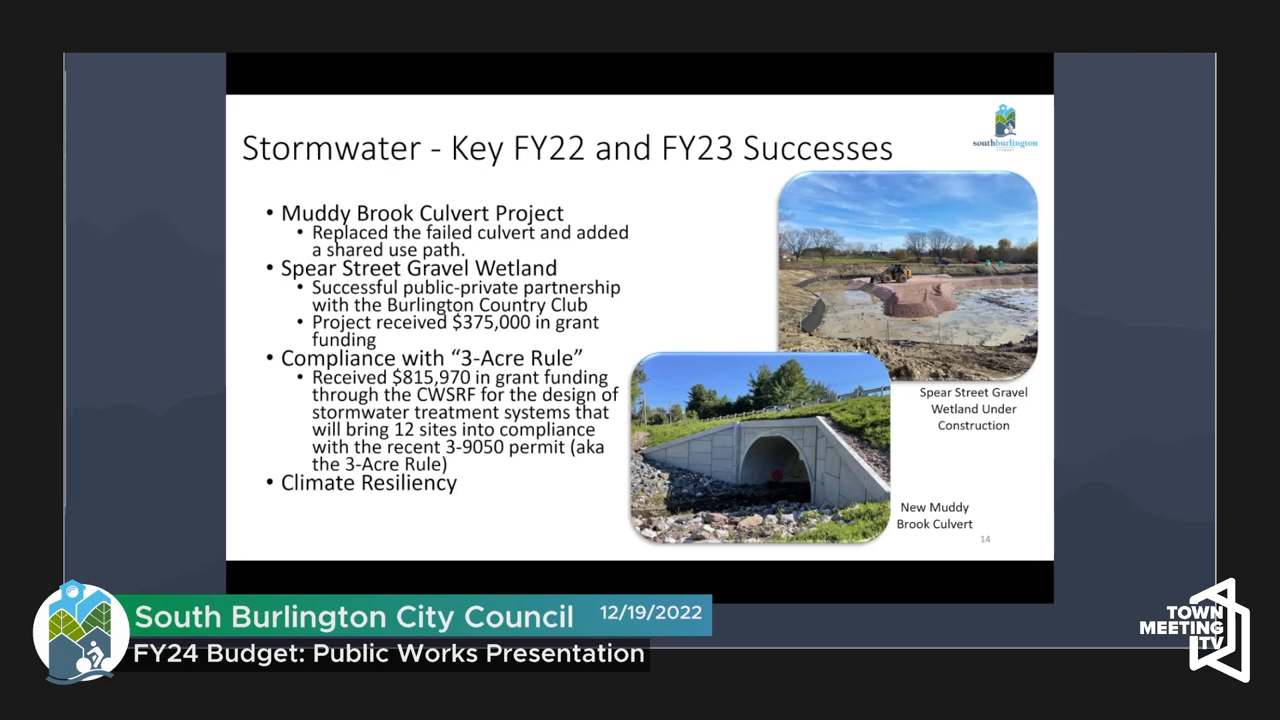 Stormwater - Key FY22 and FY23 Successes
southburlington
• Muddy Brook Culvert Project
• Replaced the failed culvert and added
a shared use path.
• Spear Street Gravel Wetland
• Successful public-private partnership
with the Burlington Country Club
• Project received $375,000 in grant
funding
• Compliance with “3-Acre Rule”
• Received $815,970 in grant funding
through the CWSRF for the design of
stormwater treatment systems that
will bring 12 sites into compliance
with the recent 3-9050 permit (aka
the 3-Acre Rule)
• Climate Resiliency
Spear Street Gravel
Wetland Under
Construction
New Muddy
Brook Culvert
14
South Burlington City Council 12/19/2022
FY24 Budget: Public Works Presentation
TOWN
MEETING
TV